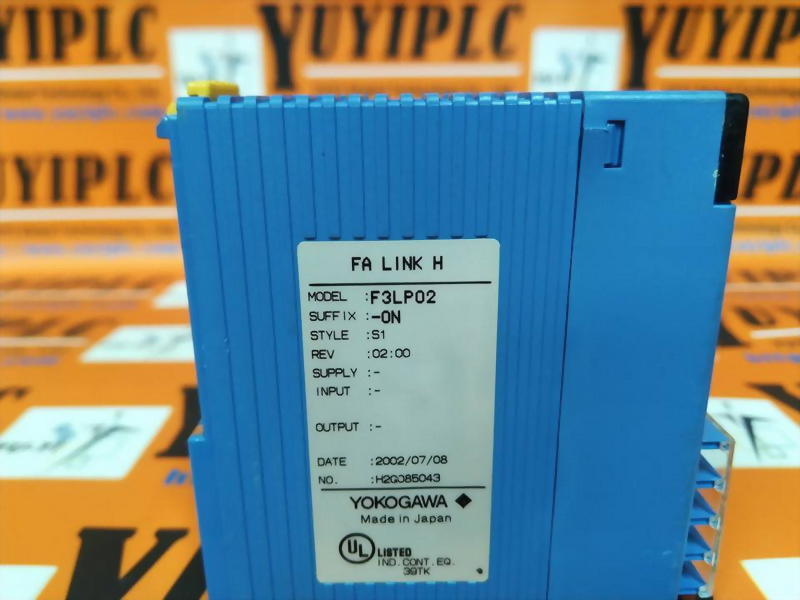 YUYIPLC
YUYIPLC
FA LINK H
MODEL :F3LP02
SUFFIX :-0N
STYLE :S1
REV :02:00
SUPPLY :-
INPUT :-
OUTPUT :-
DATE :2002/07/08
NO. :H2G085043
YOKOGAWA
Made in Japan
UL LISTED
IND.CONT.EQ.
39TK